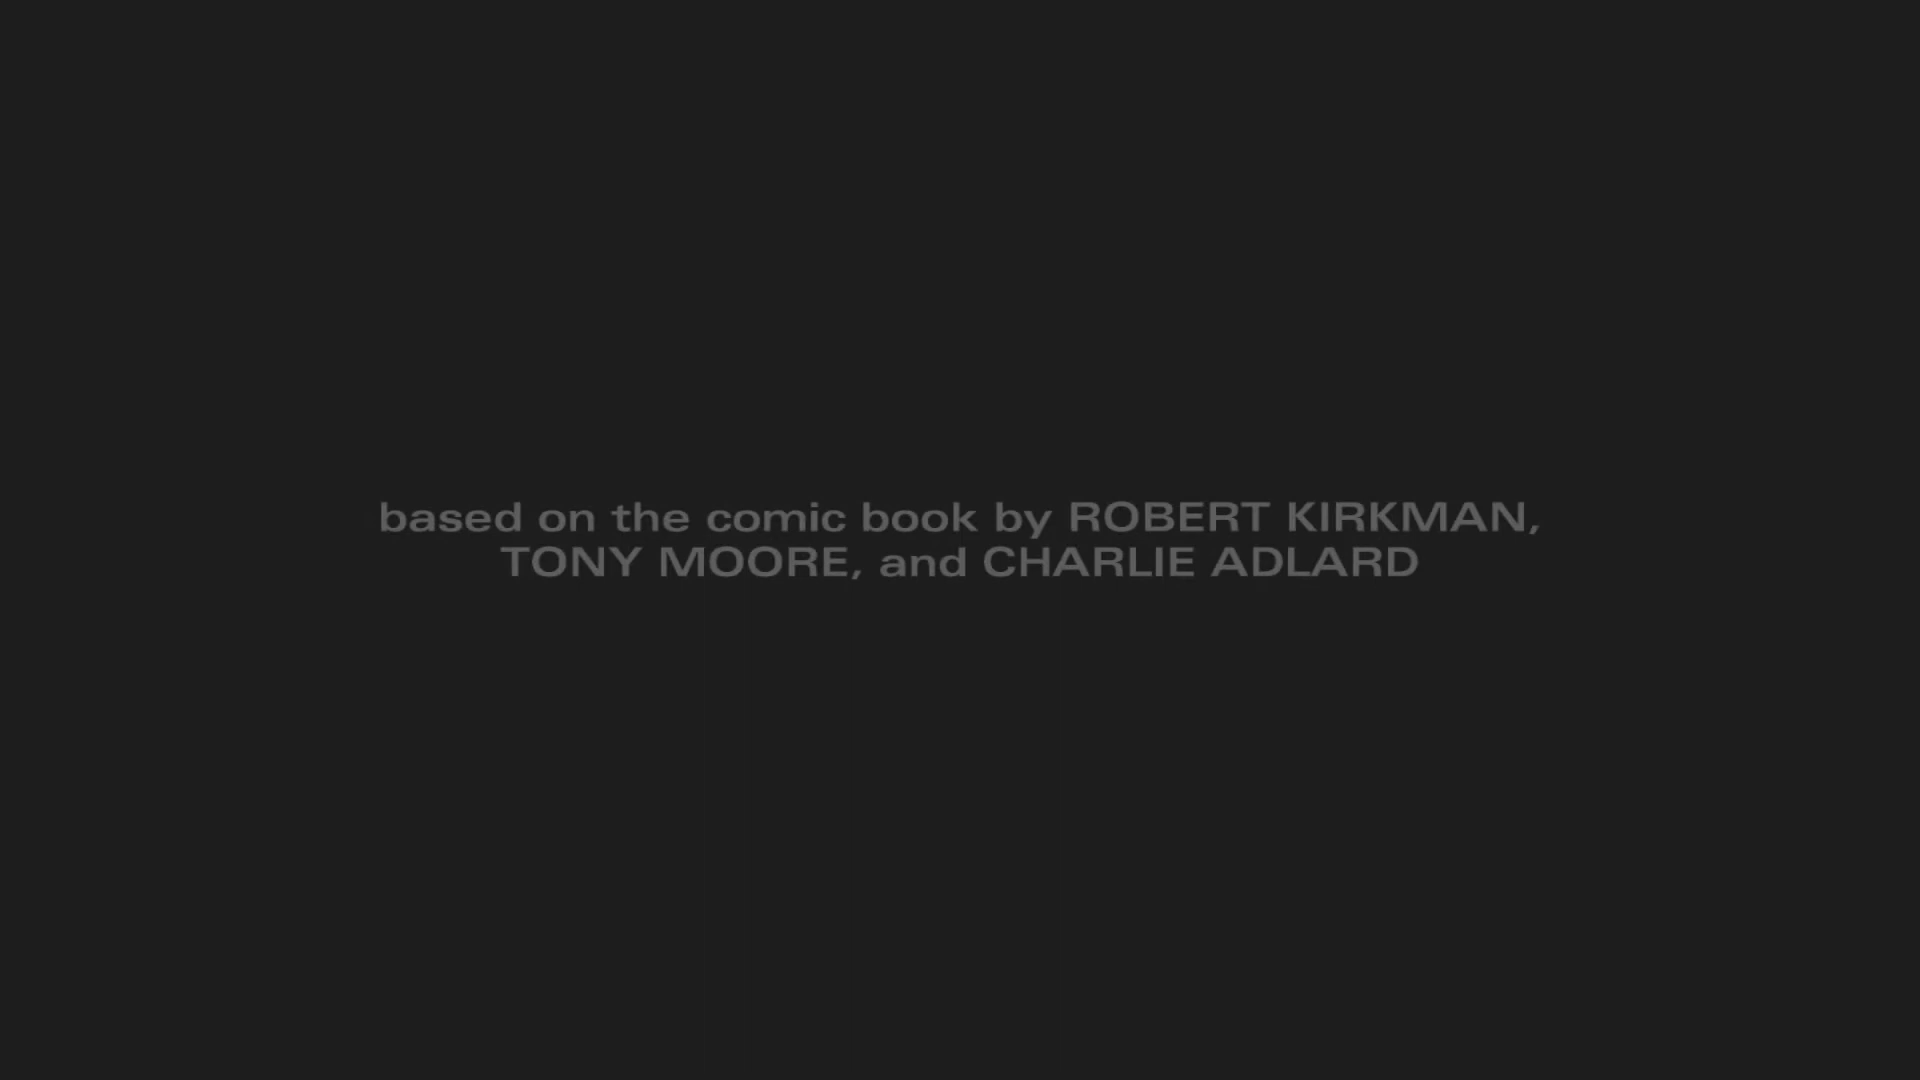 based on the comic book by ROBERT KIRKMAN,
TONY MOORE, and CHARLIE ADLARD